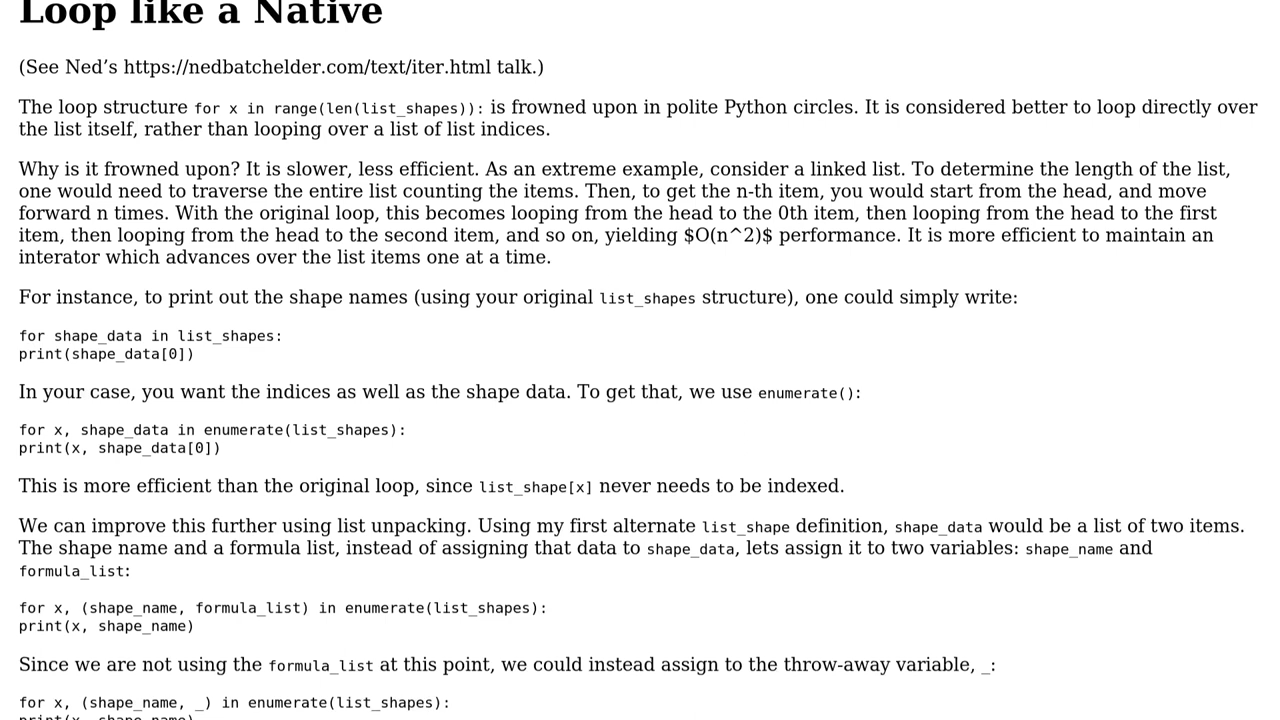 Loop like a Native
(See Ned’s https://nedbatchelder.com/text/iter.html talk.)
The loop structure for x in range(len(list_shapes)): is frowned upon in polite Python circles. It is considered better to loop directly over
the list itself, rather than looping over a list of list indices.
Why is it frowned upon? It is slower, less efficient. As an extreme example, consider a linked list. To determine the length of the list,
one would need to traverse the entire list counting the items. Then, to get the n-th item, you would start from the head, and move
forward n times. With the original loop, this becomes looping from the head to the 0th item, then looping from the head to the first
item, then looping from the head to the second item, and so on, yielding $O(n^2)$ performance. It is more efficient to maintain an
interator which advances over the list items one at a time.
For instance, to print out the shape names (using your original list_shapes structure), one could simply write:
for shape_data in list_shapes:
print(shape_data[0])
In your case, you want the indices as well as the shape data. To get that, we use enumerate():
for x, shape_data in enumerate(list_shapes):
print(x, shape_data[0])
This is more efficient than the original loop, since list_shape[x] never needs to be indexed.
We can improve this further using list unpacking. Using my first alternate list_shape definition, shape_data would be a list of two items.
The shape name and a formula list, instead of assigning that data to shape_data, lets assign it to two variables: shape_name and
formula_list:
for x, (shape_name, formula_list) in enumerate(list_shapes):
print(x, shape_name)
Since we are not using the formula_list at this point, we could instead assign to the throw-away variable, _:
for x, (shape_name, _) in enumerate(list_shapes):
print(x, shape_name)